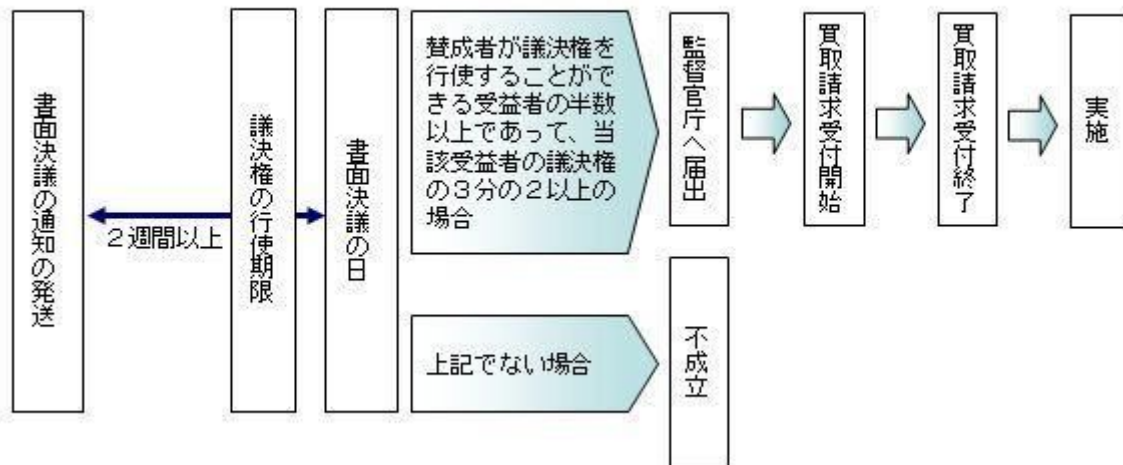 書面決議の通知の発送
２週間以上
議決権の行使期限
書面決議の日
賛成者が議決権を
行使することがで
きる受益者の半数
以上であって、当
該受益者の議決権
の３分の２以上の
場合
監督官庁へ届出
買取請求受付開始
買取請求受付終了
実施
上記でない場合
不成立